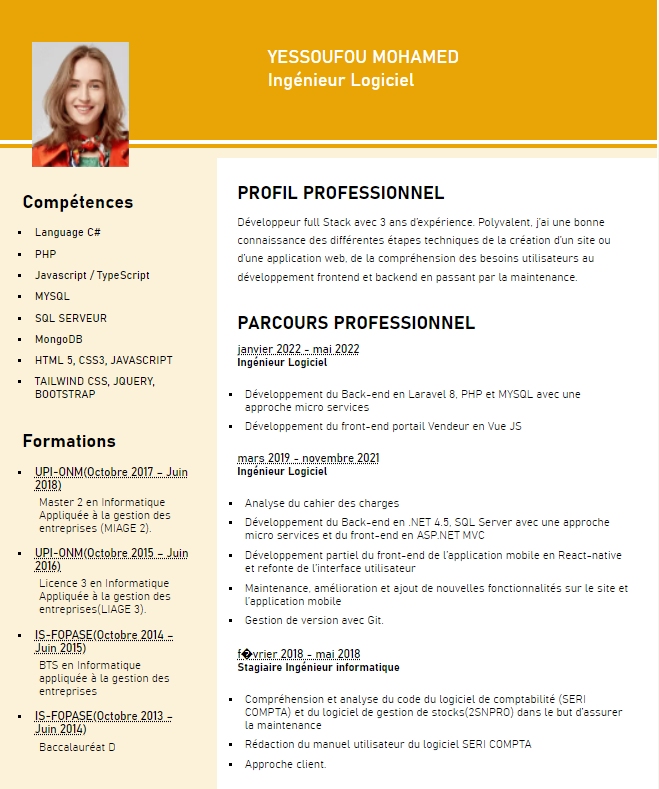 YESSOUFOU MOHAMED
Ingénieur Logiciel
Compétences
Language C#
PHP
Javascript / TypeScript
MYSQL
SQL SERVEUR
MongoDB
HTML 5, CSS3, JAVASCRIPT
TAILWIND CSS, JQUERY,
BOOTSTRAP
Formations
UPI-ONM(Octobre 2017 – Juin
2018)
Master 2 en Informatique
Appliquée à la gestion des
entreprises (MIAGE 2).
UPI-ONM(Octobre 2015 – Juin
2016)
Licence 3 en Informatique
Appliquée à la gestion des
entreprises(LIAGE 3).
IS-FOPASE(Octobre 2014 –
Juin 2015)
BTS en Informatique
appliquée à la gestion des
entreprises
IS-FOPASE(Octobre 2013 –
Juin 2014)
Baccalauréat D
PROFIL PROFESSIONNEL
Développeur full Stack avec 3 ans d'expérience. Polyvalent, j'ai une bonne
connaissance des différentes étapes techniques de la création d'un site ou
d'une application web, de la compréhension des besoins utilisateurs au
développement frontend et backend en passant par la maintenance.
PARCOURS PROFESSIONNEL
janvier 2022 - mai 2022
Ingénieur Logiciel
Développement du Back-end en Laravel 8, PHP et MYSQL avec une
approche micro services
Développement du front-end portail Vendeur en Vue JS
mars 2019 - novembre 2021
Ingénieur Logiciel
Analyse du cahier des charges
Développement du Back-end en .NET 4.5, SQL Server avec une approche
micro services et du front-end en ASP.NET MVC
Développement partiel du front-end de l'application mobile en React-native
et refonte de l'interface utilisateur
Maintenance, amélioration et ajout de nouvelles fonctionnalités sur le site et
l'application mobile
Gestion de version avec Git.
f�vrier 2018 - mai 2018
Stagiaire Ingénieur informatique
Compréhension et analyse du code du logiciel de comptabilité (SERI
COMPTA) et du logiciel de gestion de stocks(2SNPRO) dans le but d'assurer
la maintenance
Rédaction du manuel utilisateur du logiciel SERI COMPTA
Approche client.